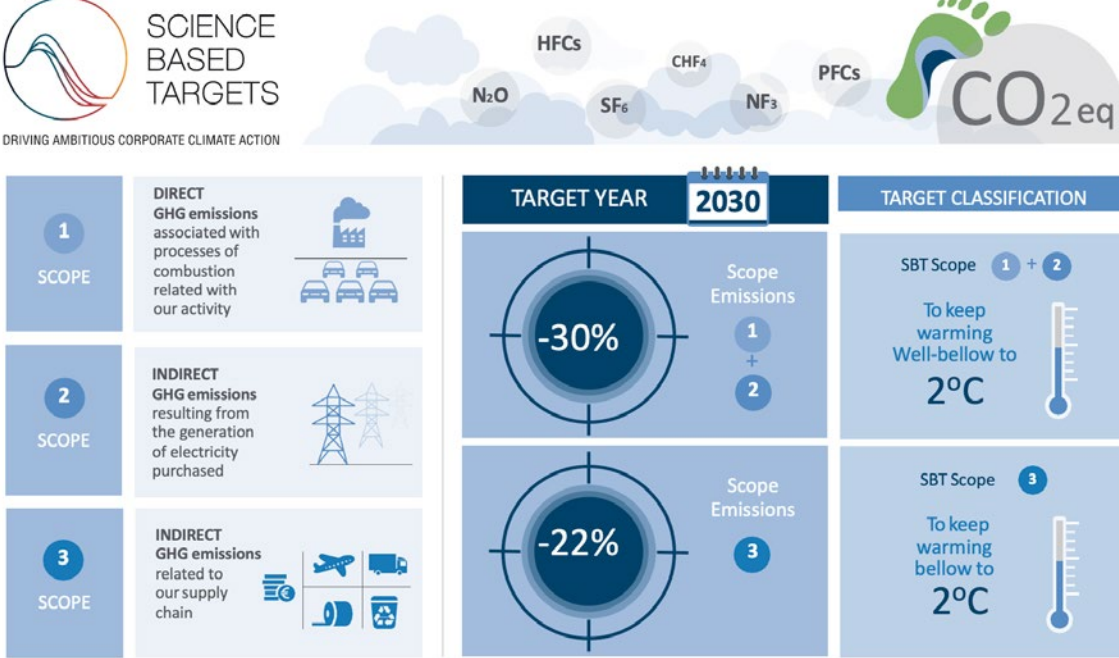 SCIENCE
BASED
TARGETS
DRIVING AMBITIOUS CORPORATE CLIMATE ACTION
HFCs
N₂O
SF₆
CHF₄
NF₃
PFCs
CO₂eq
1
SCOPE
DIRECT
GHG emissions
associated with
processes of
combustion
related with
our activity
2
SCOPE
INDIRECT
GHG emissions
resulting from
the generation
of electricity
purchased
3
SCOPE
INDIRECT
GHG emissions
related to
our supply
chain
€
TARGET YEAR 2030
-30%
Scope
Emissions
1
+
2
-22%
Scope
Emissions
3
TARGET CLASSIFICATION
SBT Scope 1 + 2
To keep
warming
Well-bellow to
2ºC
SBT Scope 3
To keep
warming
bellow to
2ºC